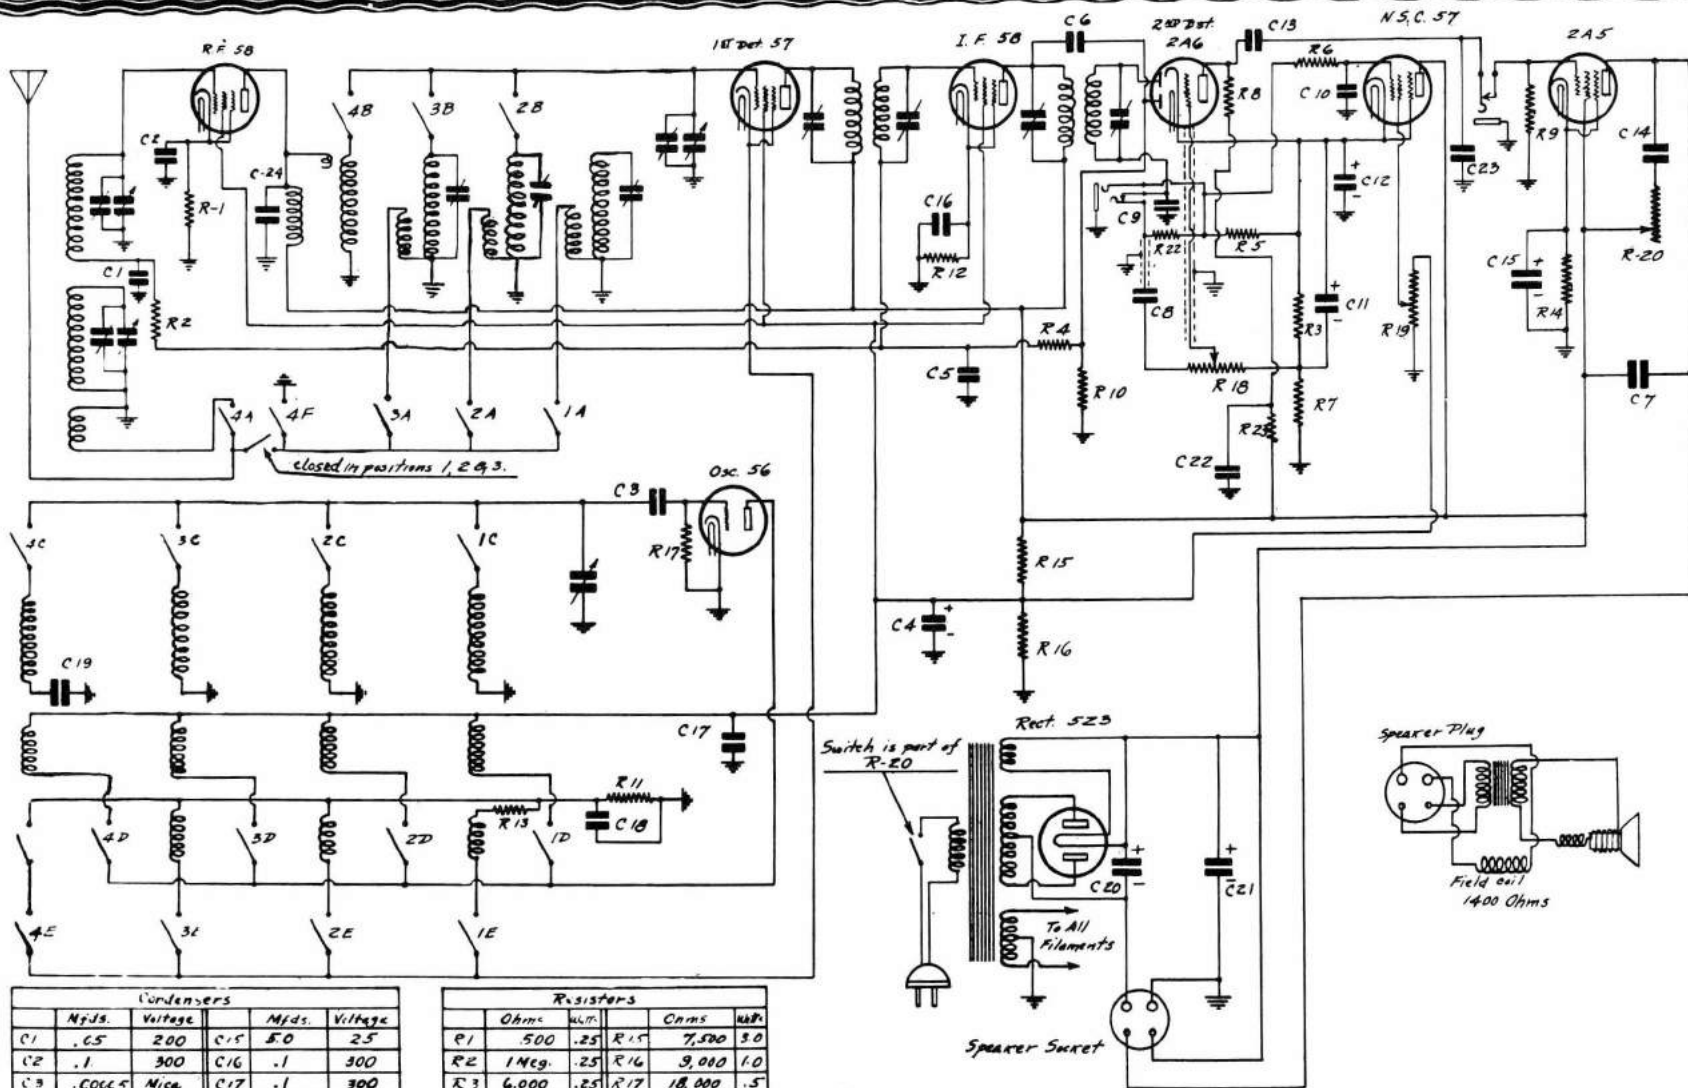 R.F. 58
1ST Det. 57
I.F. 58
C6
2ND Det.
2A6
C13
N.S.C. 57
2A5
R6
4B
3B
2B
C2
C-24
R-1
R8
C10
R9
C14
C12
C23
C16
C9
R22
R5
R12
C15
R-20
C1
R2
C8
C11
R3
R19
R14
R4
C5
R10
R18
R7
C7
4A
4F
3A
2A
1A
C22
closed in positions 1, 2 & 3.
Osc. 56
C3
R17
4C
3C
2C
1C
R15
C4
R16
C19
C17
Rect. 5Z3
Switch is part of
R-20
Speaker Plug
R11
R13
C18
4D
3D
2D
1D
C20
C21
Field coil
1400 Ohms
To All
Filaments
4E
3E
2E
1E
Speaker Socket
Condensers
Mfds. Voltage Mfds. Voltage
C1 200 C15 5.0 25
C2 .1 300 C16 .1 300
C3 Mica C17 .1 300
Resistors
Ohms Watts Ohms Watts
R1 500 .25 R15 7,500 3.0
R2 1 Meg. .25 R16 9,000 1.0
R3 6,000 .25 R17 18,000 .5